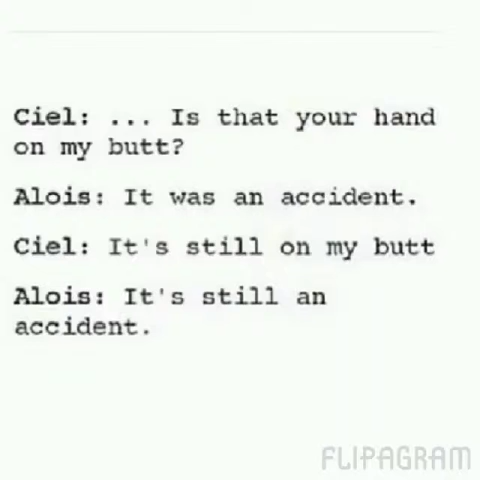 Ciel: ... Is that your hand
on my butt?
Alois: It was an accident.
Ciel: It's still on my butt
Alois: It's still an
accident.
FLIPAGRAM